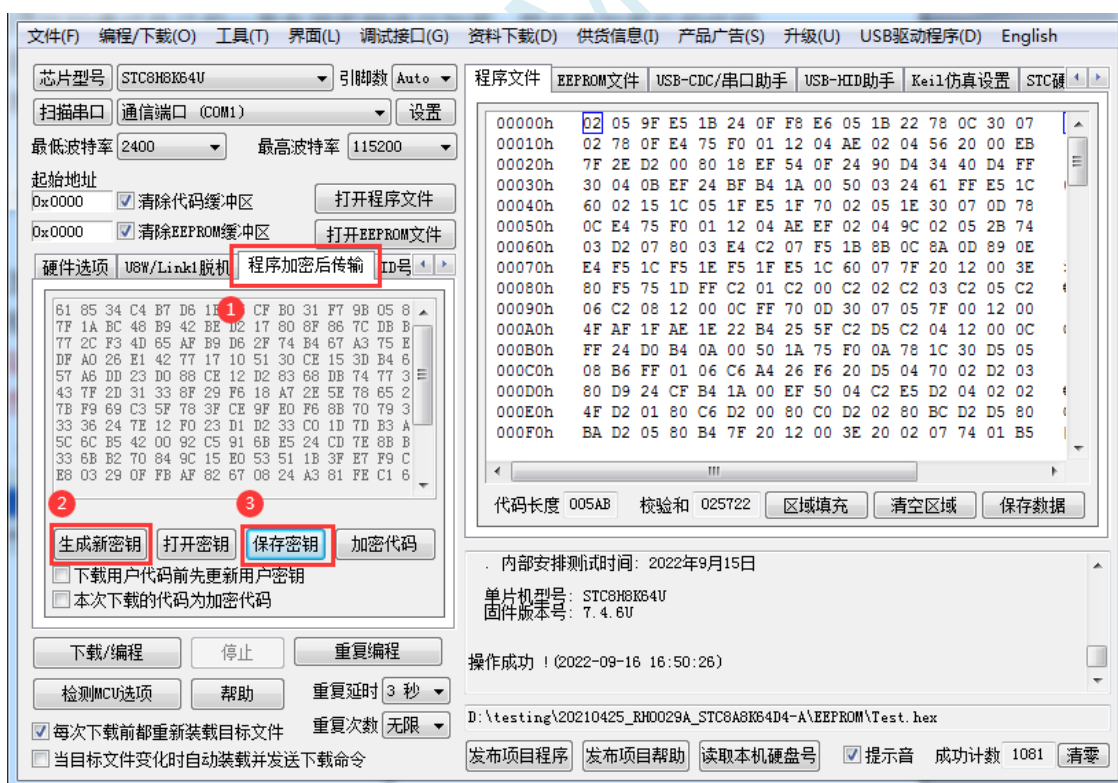 文件(F) 编程/下载(O) 工具(T) 界面(L) 调试接口(G) 资料下载(D) 供货信息(I) 产品广告(S) 升级(U) USB驱动程序(D) English
芯片型号 STC8H8K64U 引脚数 Auto
扫描串口 通信端口 (COM1) 设置
最低波特率 2400 最高波特率 115200
起始地址
0x0000 清除代码缓冲区 打开程序文件
0x0000 清除EEPROM缓冲区 打开EEPROM文件
硬件选项 U8W/Link1脱机 程序加密后传输 ID号
1
61 85 34 C4 B7 D6 CF B0 31 F7 9B 05 8
7F 1A BC 48 B9 42 BE D2 17 80 8F 86 7C DB B
77 2C F3 4D 65 AF B9 D6 2F 74 B4 67 A3 75 E
DF A0 26 E1 42 77 17 10 51 30 CE 15 3D B4 6
57 A6 DD 23 D0 88 CE 12 D2 83 68 DB 74 77 3
43 7F 2D 31 33 8F 29 F6 18 A7 2E 5E 78 65 2
7B F9 69 C3 5F 78 3F CE 9F E0 F6 8B 70 79 3
33 36 24 7E 12 F0 23 D1 D2 33 C0 1D 7D B3 A
5C 6C B5 42 00 92 C5 91 6B E5 24 CD 7E 8B B
33 6B B2 70 84 9C 15 E0 53 51 1B 3F E7 F9 C
E8 03 29 0F FB AF 82 67 08 24 A3 81 FE C1 6
2 3
生成新密钥 打开密钥 保存密钥 加密代码
下载用户代码前先更新用户密钥
本次下载的代码为加密代码
下载/编程 停止 重复编程
检测MCU选项 帮助 重复延时 3 秒
每次下载前都重新装载目标文件 重复次数 无限
当目标文件变化时自动装载并发送下载命令
程序文件 EEPROM文件 USB-CDC/串口助手 USB-HID助手 Keil仿真设置 STC硬
00000h 02 05 9F E5 1B 24 0F F8 E6 05 1B 22 78 0C 30 07
00010h 02 78 0F E4 75 F0 01 12 04 AE 02 04 56 20 00 EB
00020h 7F 2E D2 00 80 18 EF 54 0F 24 90 D4 34 40 D4 FF
00030h 30 04 0B EF 24 BF B4 1A 00 50 03 24 61 FF E5 1C
00040h 60 02 15 1C 05 1F E5 1F 70 02 05 1E 30 07 0D 78
00050h 0C E4 75 F0 01 12 04 AE EF 02 04 9C 02 05 2B 74
00060h 03 D2 07 80 03 E4 C2 07 F5 1B 8B 0C 8A 0D 89 0E
00070h E4 F5 1C F5 1E F5 1F E5 1C 60 07 7F 20 12 00 3E
00080h 80 F5 75 1D FF C2 01 C2 00 C2 02 C2 03 C2 05 C2
00090h 06 C2 08 12 00 0C FF 70 0D 30 07 05 7F 00 12 00
000A0h 4F AF 1F AE 1E 22 B4 25 5F C2 D5 C2 04 12 00 0C
000B0h FF 24 D0 B4 0A 00 50 1A 75 F0 0A 78 1C 30 D5 05
000C0h 08 B6 FF 01 06 C6 A4 26 F6 20 D5 04 70 02 D2 03
000D0h 80 D9 24 CF B4 1A 00 EF 50 04 C2 E5 D2 04 02 02
000E0h 4F D2 01 80 C6 D2 00 80 C0 D2 02 80 BC D2 D5 80
000F0h BA D2 05 80 B4 7F 20 12 00 3E 20 02 07 74 01 B5
代码长度 005AB 校验和 025722 区域填充 清空区域 保存数据
. 内部安排测试时间: 2022年9月15日
单片机型号: STC8H8K64U
固件版本号: 7.4.6U
操作成功 !(2022-09-16 16:50:26)
D:\testing\20210425_RH0029A_STC8A8K64D4-A\EEPROM\Test.hex
发布项目程序 发布项目帮助 读取本机硬盘号 提示音 成功计数 1081 清零